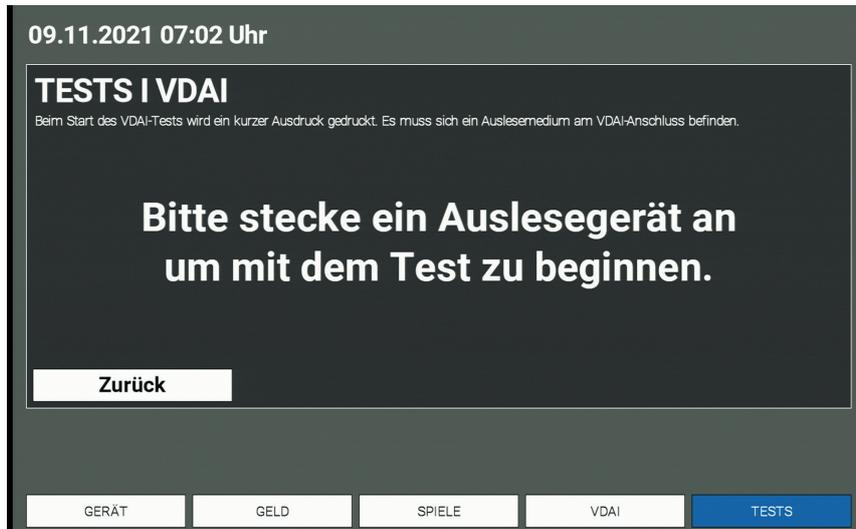 09.11.2021 07:02 Uhr
TESTS I VDAI
Beim Start des VDAI-Tests wird ein kurzer Ausdruck gedruckt. Es muss sich ein Auslesemedium am VDAI-Anschluss befinden.
Bitte stecke ein Auslesegerät an
um mit dem Test zu beginnen.
Zurück
GERÄT
GELD
SPIELE
VDAI
TESTS